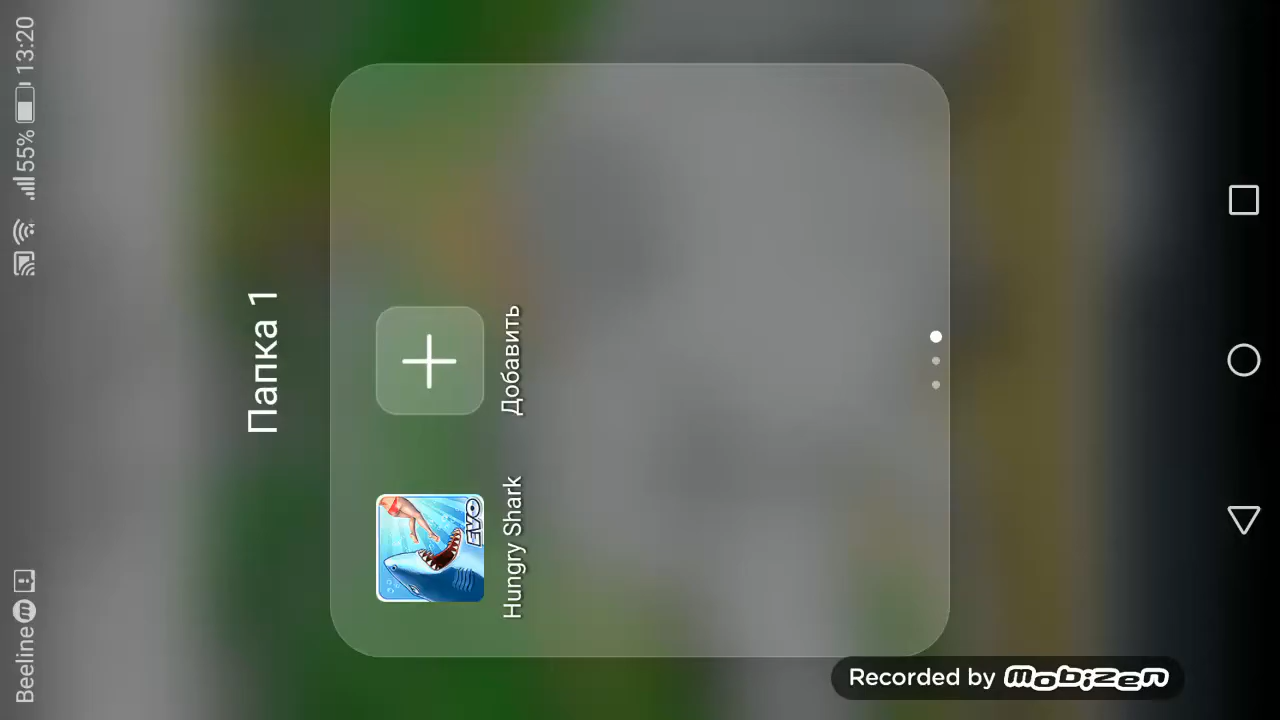 Beeline
55% 13:20
Папка 1
EVO
Hungry Shark
Добавить
Recorded by mobizen